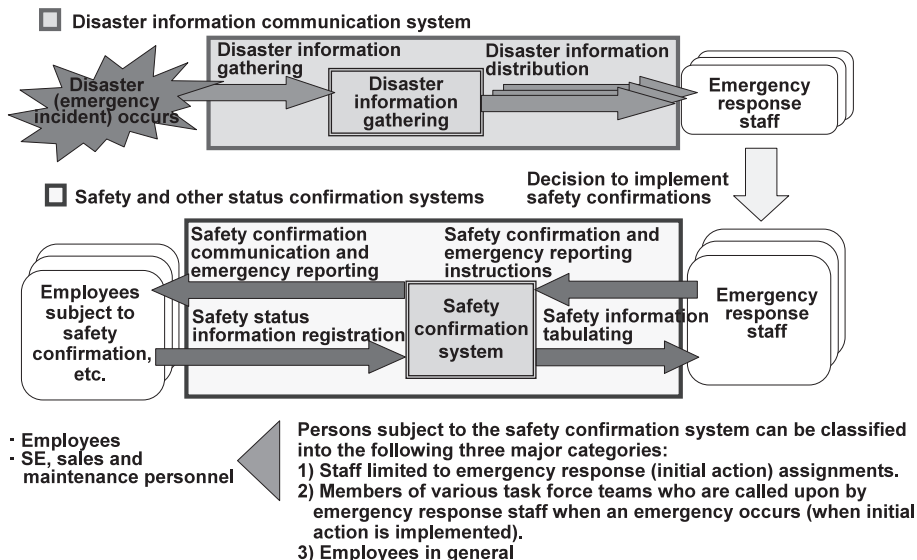 Disaster information communication system
Disaster information
gathering
Disaster information
distribution
Disaster
(emergency
incident) occurs
Disaster
information
gathering
Emergency
response
staff
Decision to implement
safety confirmations
Safety and other status confirmation systems
Safety confirmation
communication and
emergency reporting
Safety confirmation and
emergency reporting
instructions
Employees
subject to
safety
confirmation,
etc.
Safety
confirmation
system
Emergency
response
staff
Safety status
information registration
Safety information
tabulating
- Employees
- SE, sales and
maintenance personnel
Persons subject to the safety confirmation system can be classified
into the following three major categories:
1) Staff limited to emergency response (initial action) assignments.
2) Members of various task force teams who are called upon by
emergency response staff when an emergency occurs (when initial
action is implemented).
3) Employees in general